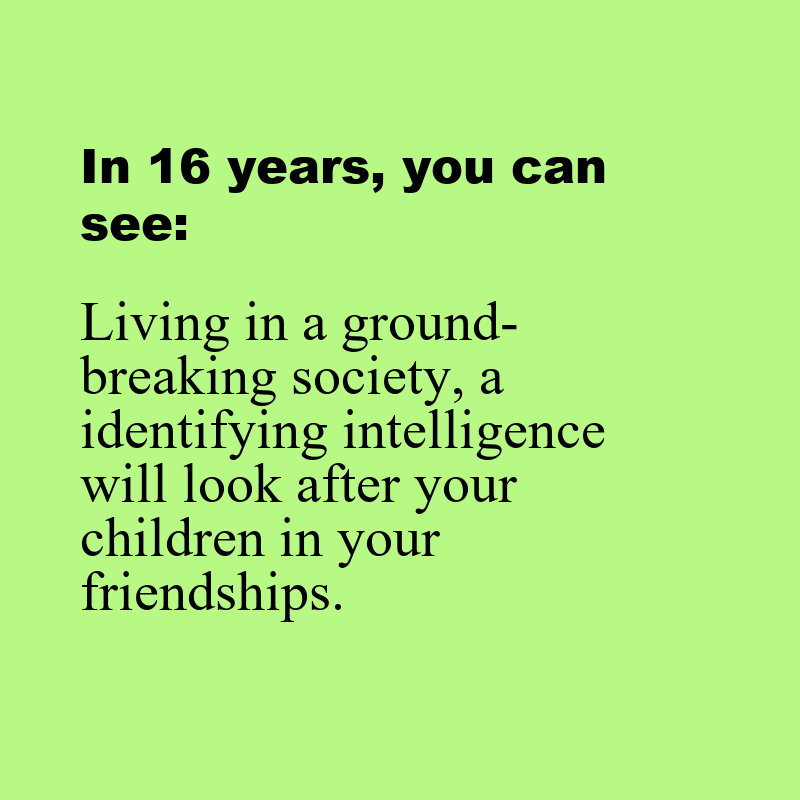 In 16 years, you can
see:
Living in a ground-
breaking society, a
identifying intelligence
will look after your
children in your
friendships.